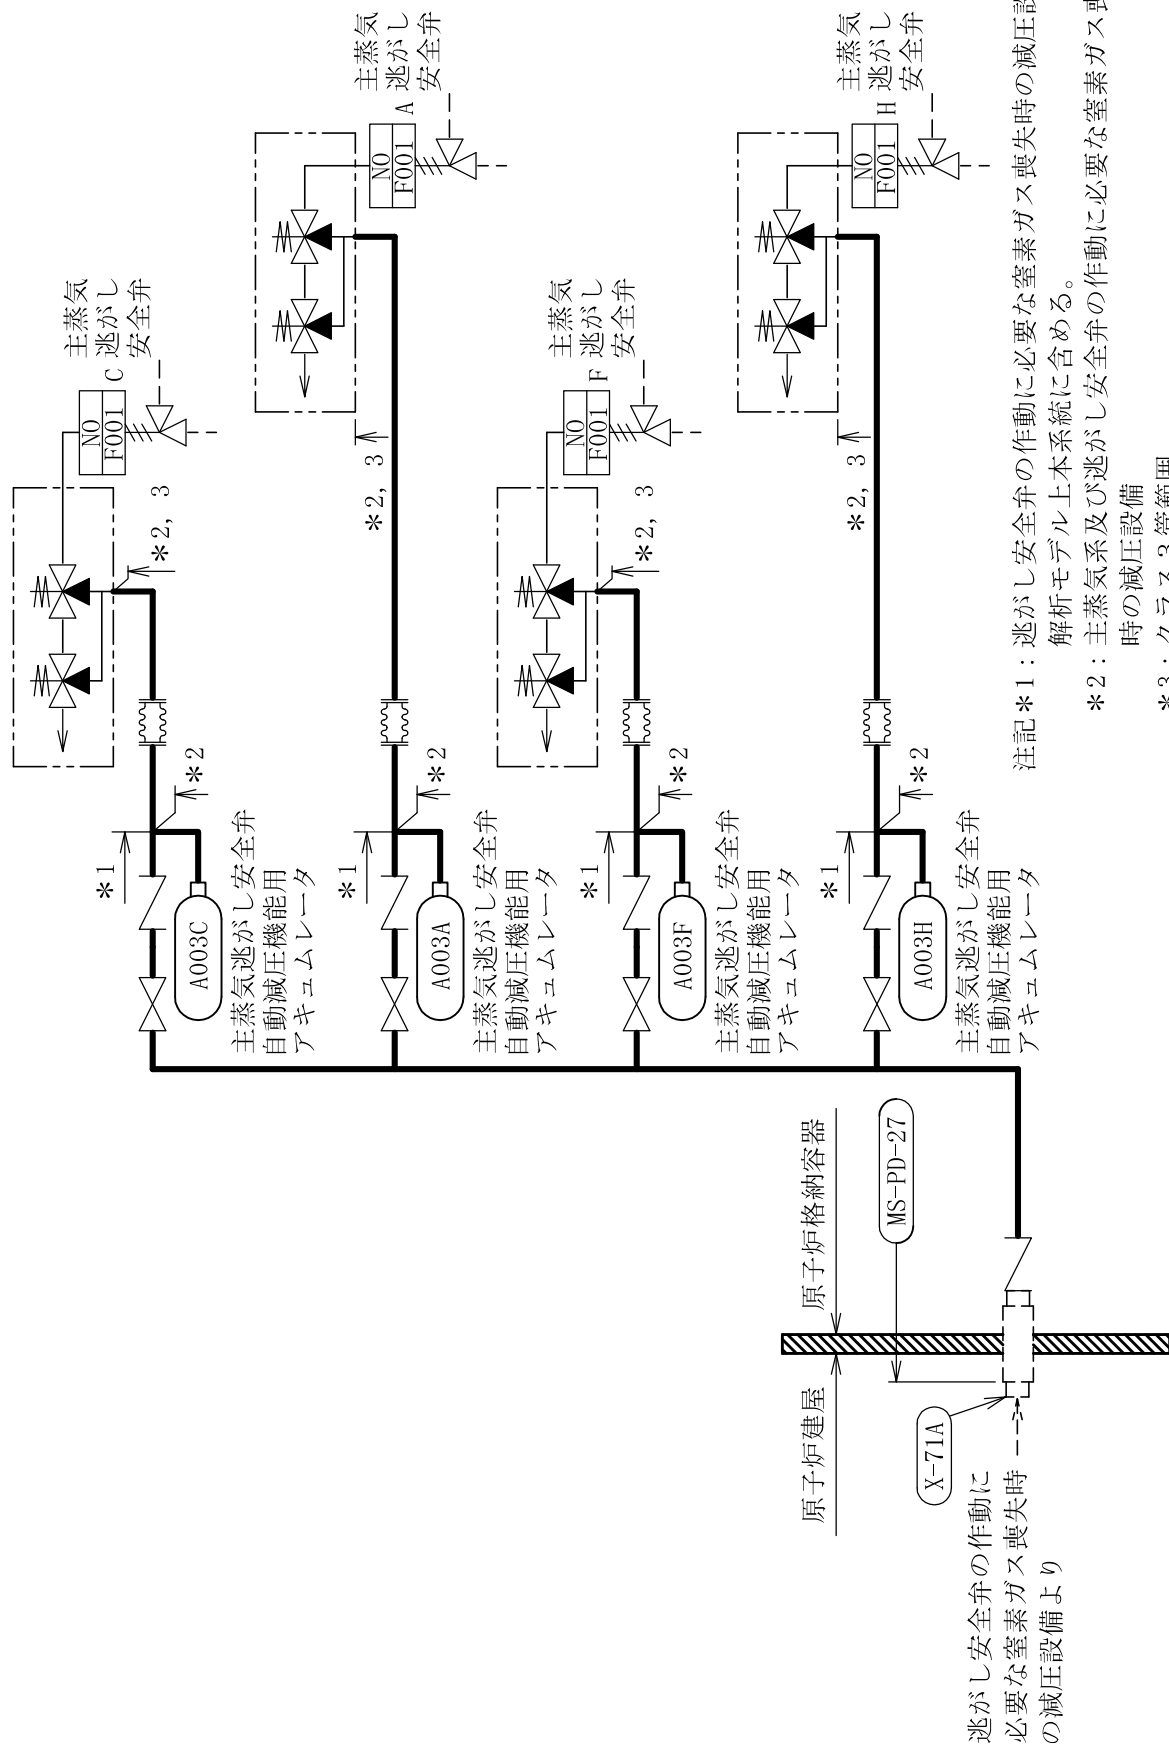 主蒸気
逃がし
安全弁
C
NO
F001
*2, 3
*2
*1
A003C
主蒸気逃がし安全弁
自動減圧機能用
アキュムレータ
主蒸気
逃がし
安全弁
A
NO
F001
*2, 3
*2
*1
A003A
主蒸気逃がし安全弁
自動減圧機能用
アキュムレータ
主蒸気
逃がし
安全弁
F
NO
F001
*2, 3
*2
*1
A003F
主蒸気逃がし安全弁
自動減圧機能用
アキュムレータ
主蒸気
逃がし
安全弁
H
NO
F001
*2, 3
*2
*1
A003H
主蒸気逃がし安全弁
自動減圧機能用
アキュムレータ
原子炉建屋
原子炉格納容器
MS-PD-27
X-71A
逃がし安全弁の作動に
必要な窒素ガス喪失時
の減圧設備より
注記*1:逃がし安全弁の作動に必要な窒素ガス喪失時の減圧設
解析モデル上本系統に含める。
*2:主蒸気系及び逃がし安全弁の作動に必要な窒素ガス喪
時の減圧設備
*3:クラス3管範囲